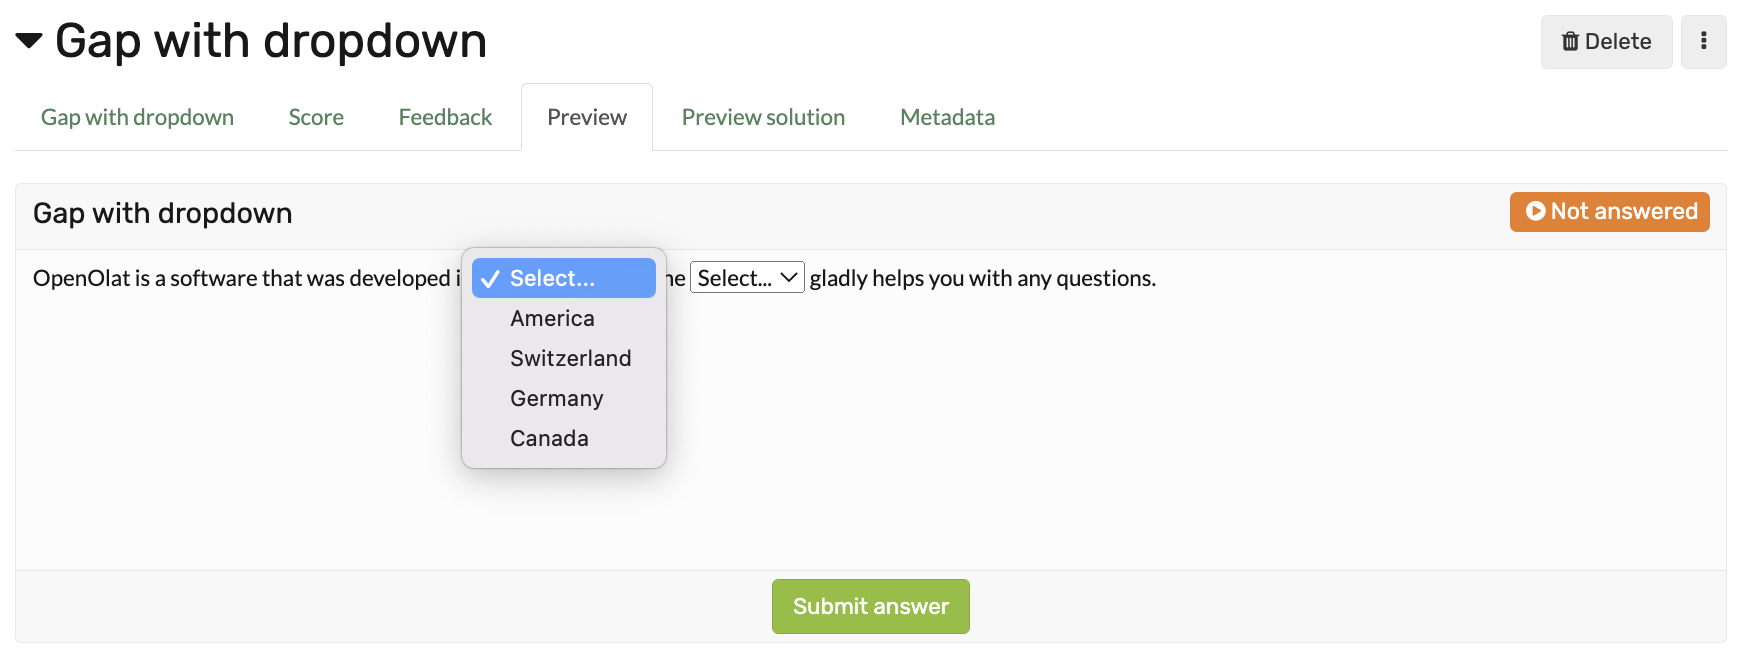 Gap with dropdown
Delete
Gap with dropdown Score Feedback Preview Preview solution Metadata
Gap with dropdown
Not answered
OpenOlat is a software that was developed Select... gladly helps you with any questions.
Select...
America
Switzerland
Germany
Canada
Submit answer